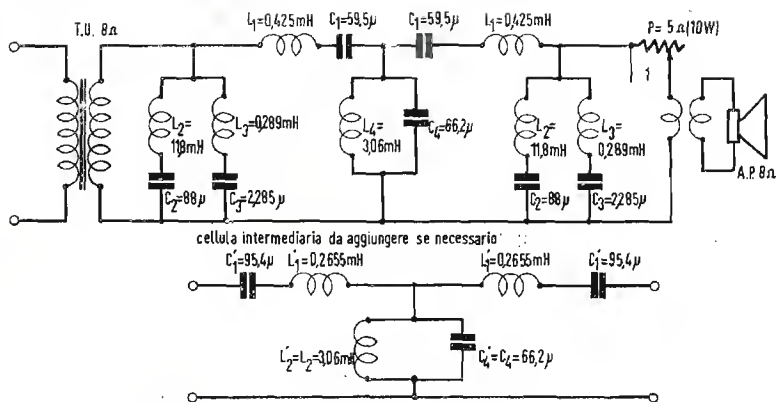 T.U. 8Ω
L₁=0,425mH
C₁=59,5µ
C₁=59,5µ
L₁=0,425mH
P= 5Ω(10W)
1
L₂= 11,8mH
L₃=0,289mH
L₄= 3,06mH
C₄=66,2µ
L₂= 11,8mH
L₃= 0,289mH
C₂=88µ
C₃=2,285µ
C₂=88µ
C₃=2,285µ
A.P. 8Ω
cellula intermediaria da aggiungere se necessario
C'₁=95,4µ
L'₁=0,2655mH
L'₁=0,2655mH
C'₁=95,4µ
L'₂=L₂=3,06mH
C'₄=C₄=66,2µ